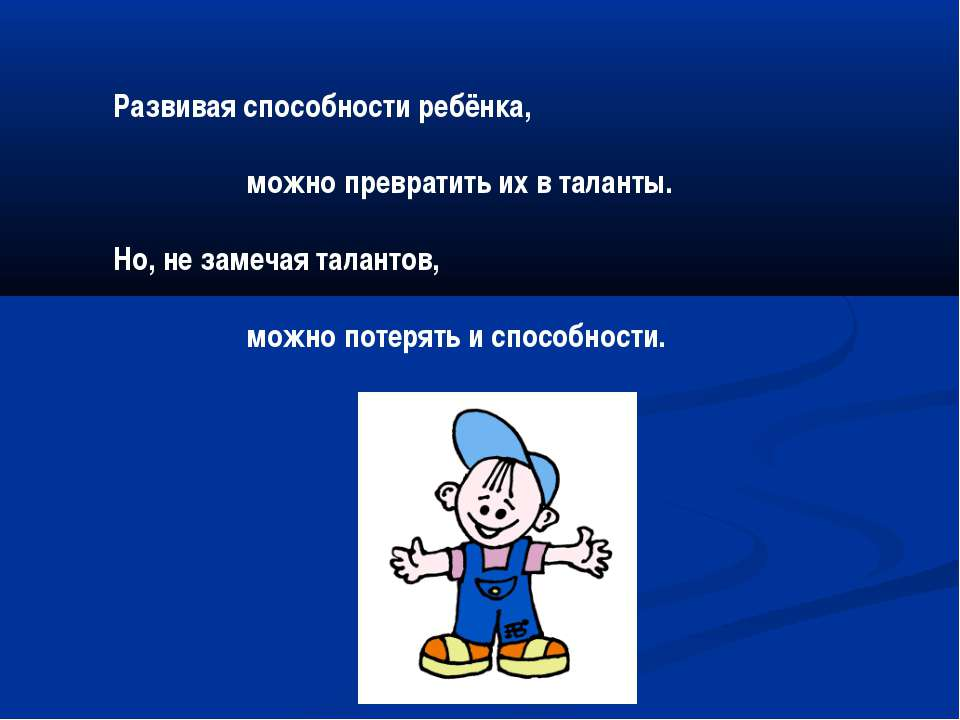 Развивая способности ребёнка,
можно превратить их в таланты.
Но, не замечая талантов,
можно потерять и способности.